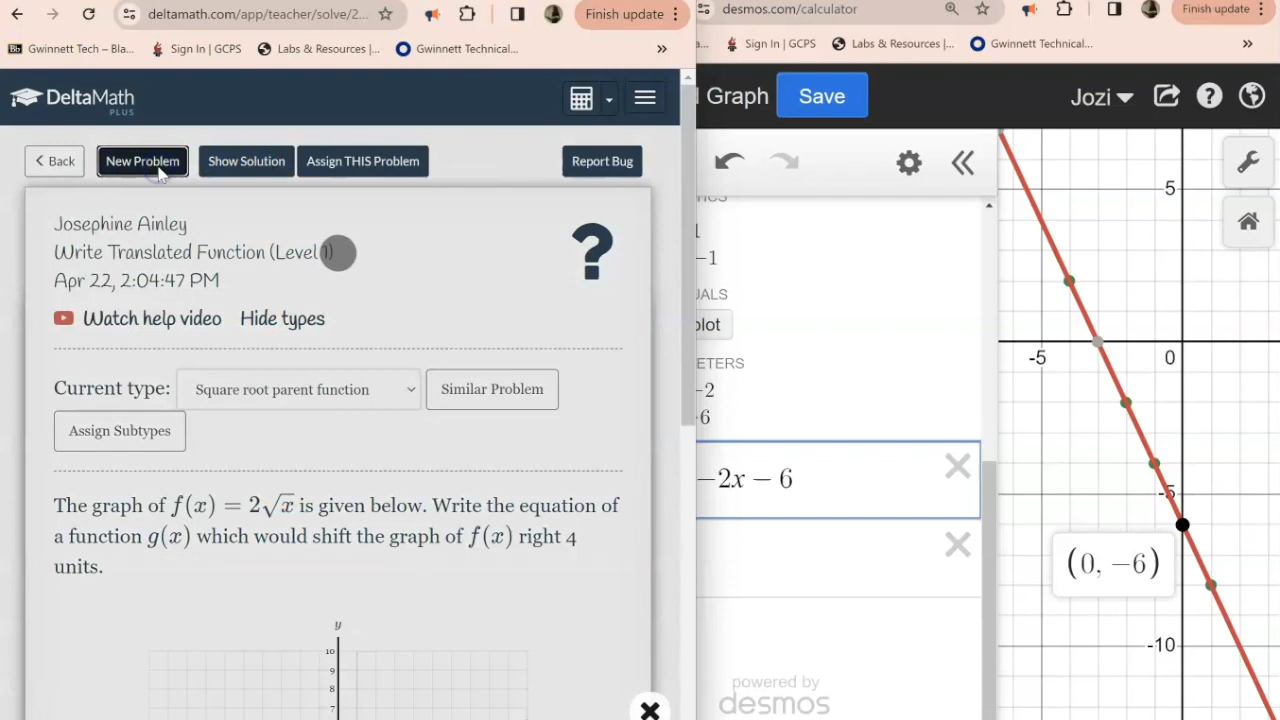 deltamath.com/app/teacher/solve/2...
Finish update
Bb Gwinnett Tech – Bla...
Sign In | GCPS
Labs & Resources |...
Gwinnett Technical...
»
DeltaMath
PLUS
Back
New Problem
Show Solution
Assign THIS Problem
Report Bug
Josephine Ainley
Write Translated Function (Level 1)
Apr 22, 2:04:47 PM
?
Watch help video Hide types
Current type: Square root parent function Similar Problem
Assign Subtypes
The graph of f(x) = 2√x is given below. Write the equation of
a function g(x) which would shift the graph of f(x) right 4
units.
y
10
9
8
7
desmos.com/calculator
Finish update
a... Sign In | GCPS
Labs & Resources |...
Gwinnett Technical...
»
Graph
Save
Jozi
?
−1
plot
−2
6
−2x − 6
powered by
desmos
5
-5
0
-5
(0, −6)
-10